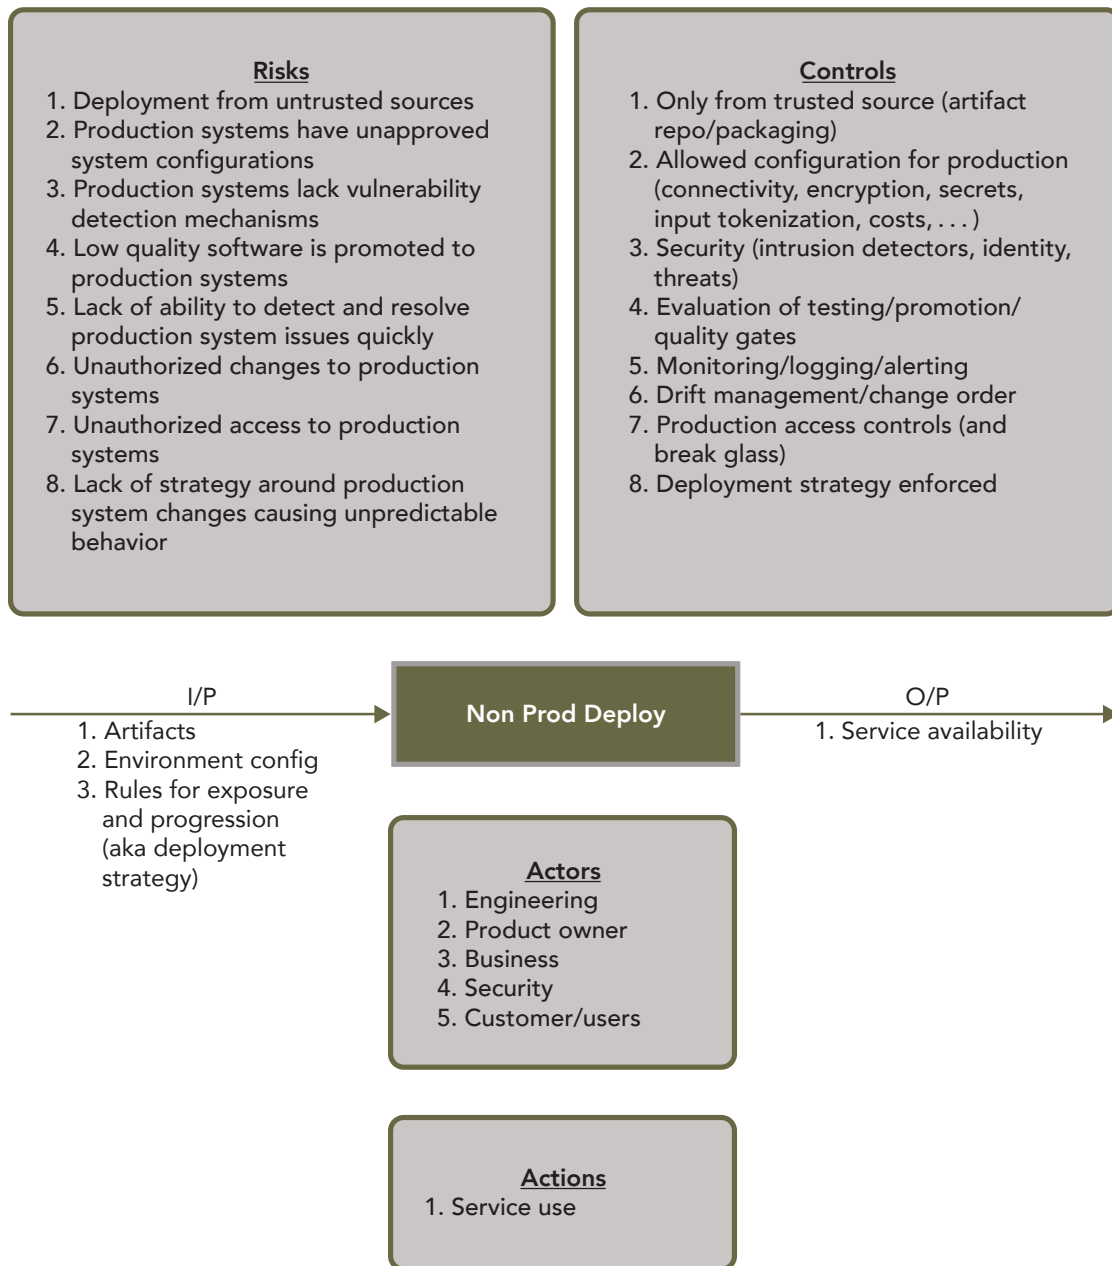 Risks
1. Deployment from untrusted sources
2. Production systems have unapproved
system configurations
3. Production systems lack vulnerability
detection mechanisms
4. Low quality software is promoted to
production systems
5. Lack of ability to detect and resolve
production system issues quickly
6. Unauthorized changes to production
systems
7. Unauthorized access to production
systems
8. Lack of strategy around production
system changes causing unpredictable
behavior
Controls
1. Only from trusted source (artifact
repo/packaging)
2. Allowed configuration for production
(connectivity, encryption, secrets,
input tokenization, costs, . . . )
3. Security (intrusion detectors, identity,
threats)
4. Evaluation of testing/promotion/
quality gates
5. Monitoring/logging/alerting
6. Drift management/change order
7. Production access controls (and
break glass)
8. Deployment strategy enforced
I/P
1. Artifacts
2. Environment config
3. Rules for exposure
and progression
(aka deployment
strategy)
Non Prod Deploy
O/P
1. Service availability
Actors
1. Engineering
2. Product owner
3. Business
4. Security
5. Customer/users
Actions
1. Service use